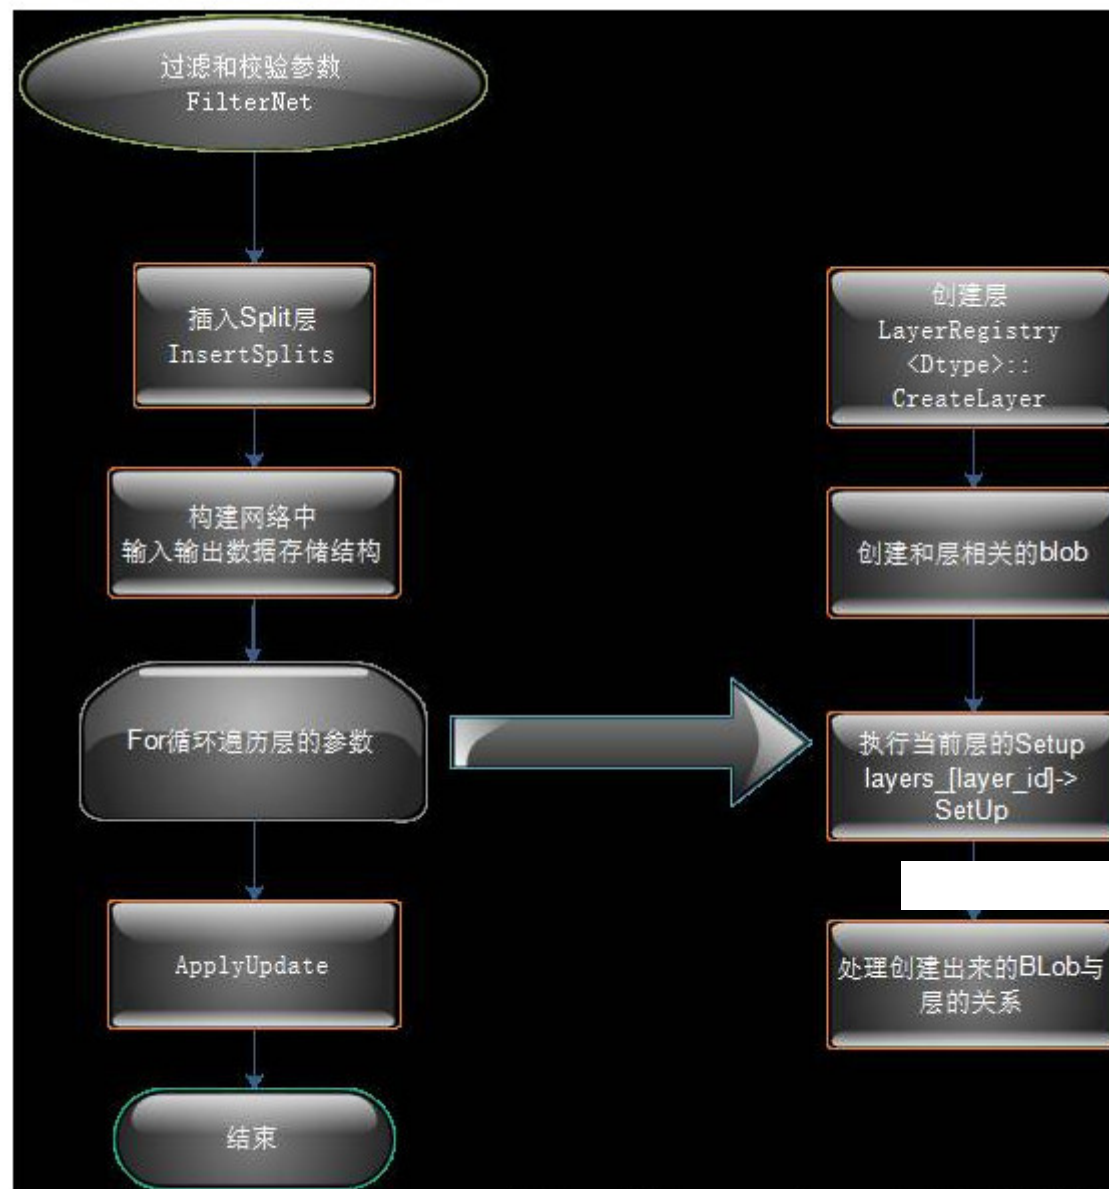 过滤和校验参数
FilterNet
插入Split层
InsertSplits
构建网络中
输入输出数据存储结构
For循环遍历层的参数
ApplyUpdate
结束
创建层
LayerRegistry
<Dtype>::
CreateLayer
创建和层相关的blob
执行当前层的Setup
layers_[layer_id]->
SetUp
处理创建出来的BLob与
层的关系